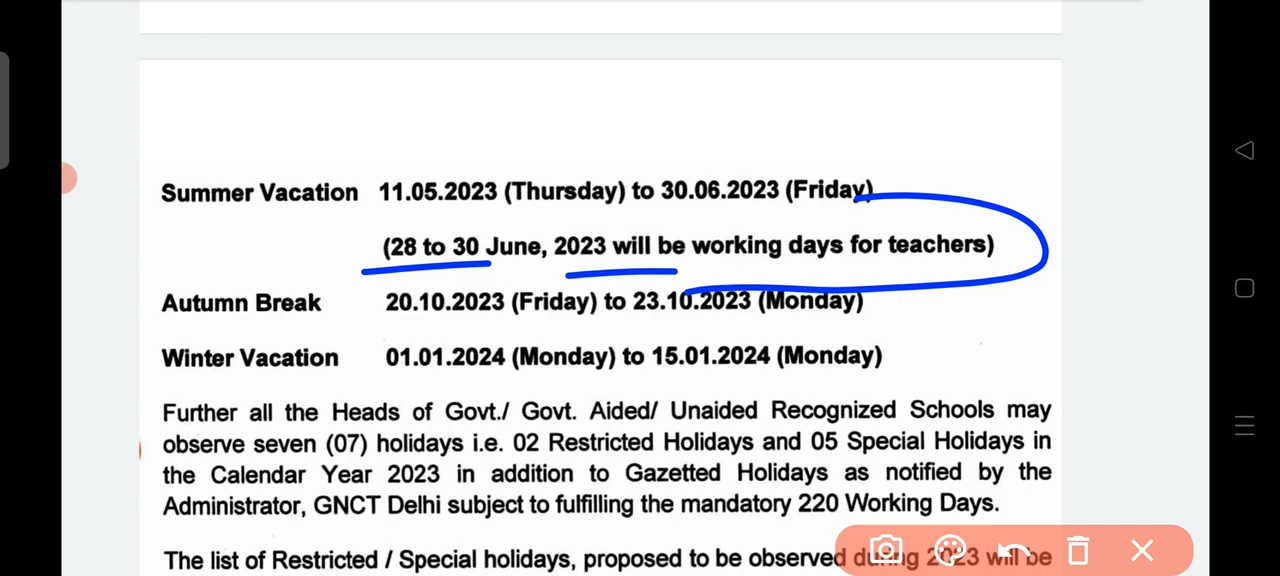 Summer Vacation 11.05.2023 (Thursday) to 30.06.2023 (Friday)
(28 to 30 June, 2023 will be working days for teachers)
Autumn Break 20.10.2023 (Friday) to 23.10.2023 (Monday)
Winter Vacation 01.01.2024 (Monday) to 15.01.2024 (Monday)
Further all the Heads of Govt./ Govt. Aided/ Unaided Recognized Schools may
observe seven (07) holidays i.e. 02 Restricted Holidays and 05 Special Holidays in
the Calendar Year 2023 in addition to Gazetted Holidays as notified by the
Administrator, GNCT Delhi subject to fulfilling the mandatory 220 Working Days.
The list of Restricted / Special holidays, proposed to be observed during 2023 will be